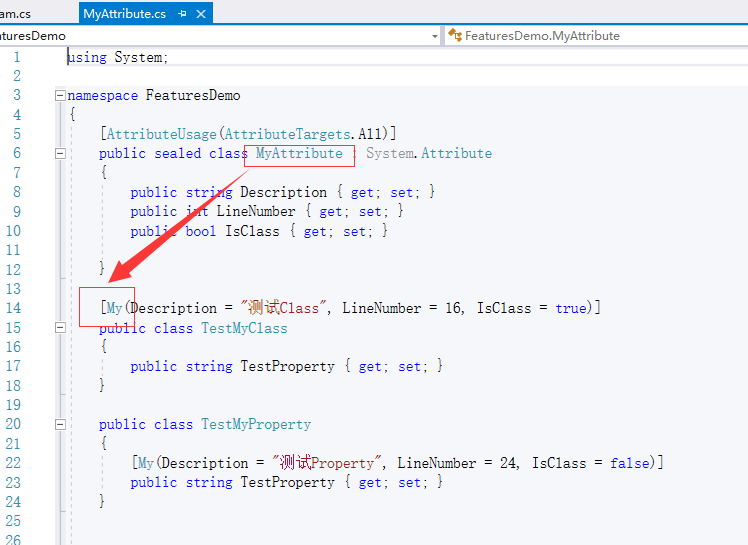 am.cs
MyAttribute.cs
aturesDemo
FeaturesDemo.MyAttribute
1 using System;
2
3 namespace FeaturesDemo
4 {
5 [AttributeUsage(AttributeTargets.All)]
6 public sealed class MyAttribute : System.Attribute
7 {
8 public string Description { get; set; }
9 public int LineNumber { get; set; }
10 public bool IsClass { get; set; }
11
12 }
13
14 [My(Description = "测试Class", LineNumber = 16, IsClass = true)]
15 public class TestMyClass
16 {
17 public string TestProperty { get; set; }
18 }
19
20 public class TestMyProperty
21 {
22 [My(Description = "测试Property", LineNumber = 24, IsClass = false)]
23 public string TestProperty { get; set; }
24 }
25
26